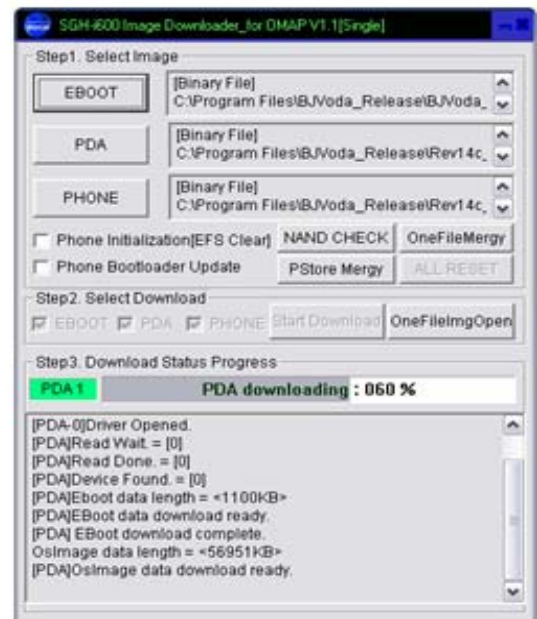 SGH-i600 Image Downloader_for OMAP V1.1[Single]
Step1. Select Image
EBOOT
[Binary File]
C:\Program Files\BJVoda_Release\BJVoda_
PDA
[Binary File]
C:\Program Files\BJVoda_Release\Rev14c_
PHONE
[Binary File]
C:\Program Files\BJVoda_Release\Rev14c_
Phone Initialization[EFS Clear] NAND CHECK OneFileMergy
Phone Bootloader Update PStore Mergy ALL RESET
Step2. Select Download
EBOOT PDA PHONE Start Download OneFileImgOpen
Step3. Download Status Progress
PDA 1 PDA downloading : 060 %
[PDA-0]Driver Opened.
[PDA]Read Wait. = [0]
[PDA]Read Done. = [0]
[PDA]Device Found. = [0]
[PDA]Eboot data length = <1100KB>
[PDA]EBoot data download ready.
[PDA] EBoot download complete.
OsImage data length = <56951KB>
[PDA]OsImage data download ready.